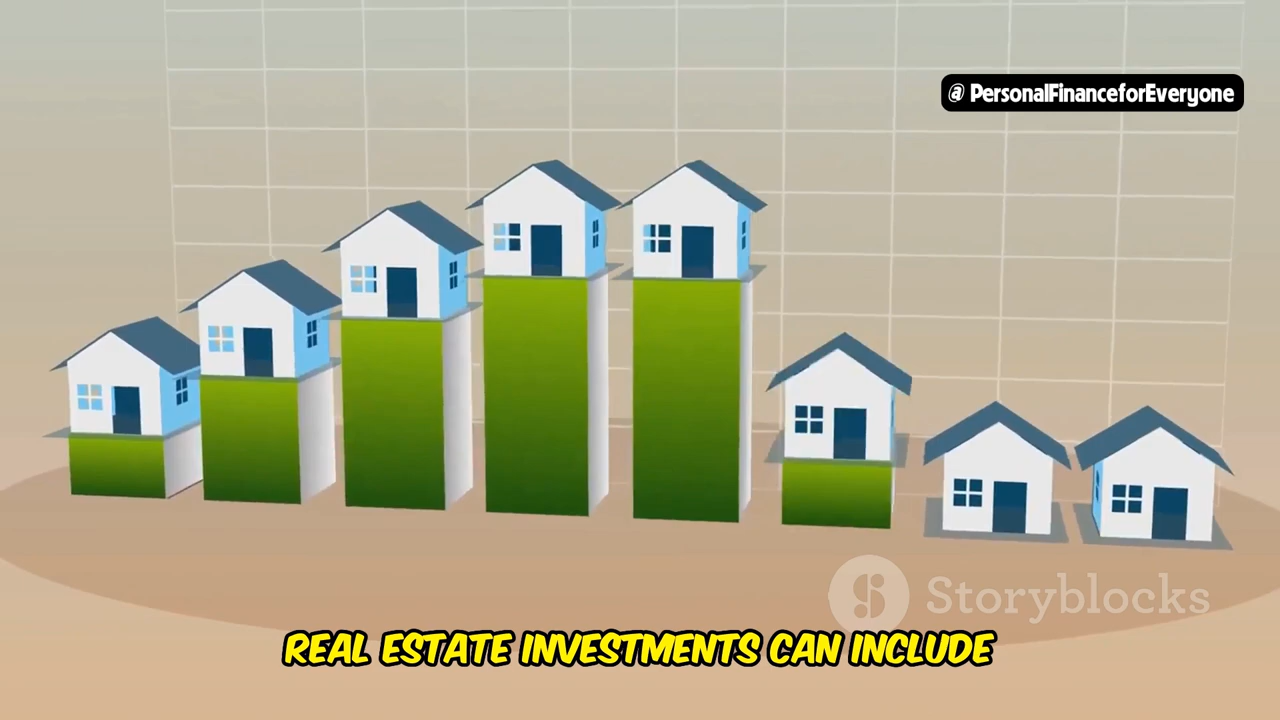 @ PersonalFinanceforEveryone
Storyblocks
REAL ESTATE INVESTMENTS CAN INCLUDE